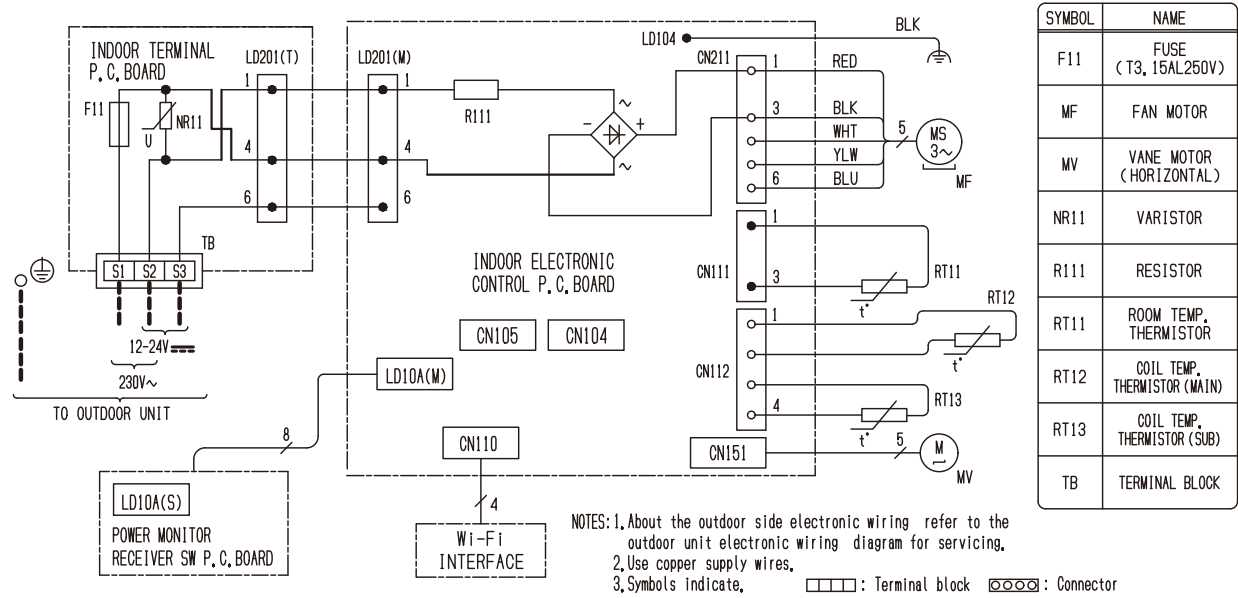 INDOOR TERMINAL
P.C.BOARD
LD201(T)
LD201(M)
LD104
BLK
CN211
F11
NR11
U
1
4
6
1
4
6
R111
~
~
-
+
1
3
6
RED
BLK
WHT
YLW
BLU
5
MS
3~
MF
TB
S1
S2
S3
12-24V
230V~
TO OUTDOOR UNIT
INDOOR ELECTRONIC
CONTROL P.C.BOARD
CN105
CN104
CN111
1
3
RT11
t°
CN112
1
4
RT12
t°
RT13
t°
CN151
5
M
MV
LD10A(M)
8
CN110
4
LD10A(S)
POWER MONITOR
RECEIVER SW P.C.BOARD
Wi-Fi
INTERFACE
SYMBOL NAME
F11 FUSE
(T3.15AL250V)
MF FAN MOTOR
MV VANE MOTOR
(HORIZONTAL)
NR11 VARISTOR
R111 RESISTOR
RT11 ROOM TEMP.
THERMISTOR
RT12 COIL TEMP.
THERMISTOR(MAIN)
RT13 COIL TEMP.
THERMISTOR(SUB)
TB TERMINAL BLOCK
NOTES:1.About the outdoor side electronic wiring refer to the
outdoor unit electronic wiring diagram for servicing.
2.Use copper supply wires.
3.Symbols indicate. : Terminal block : Connector